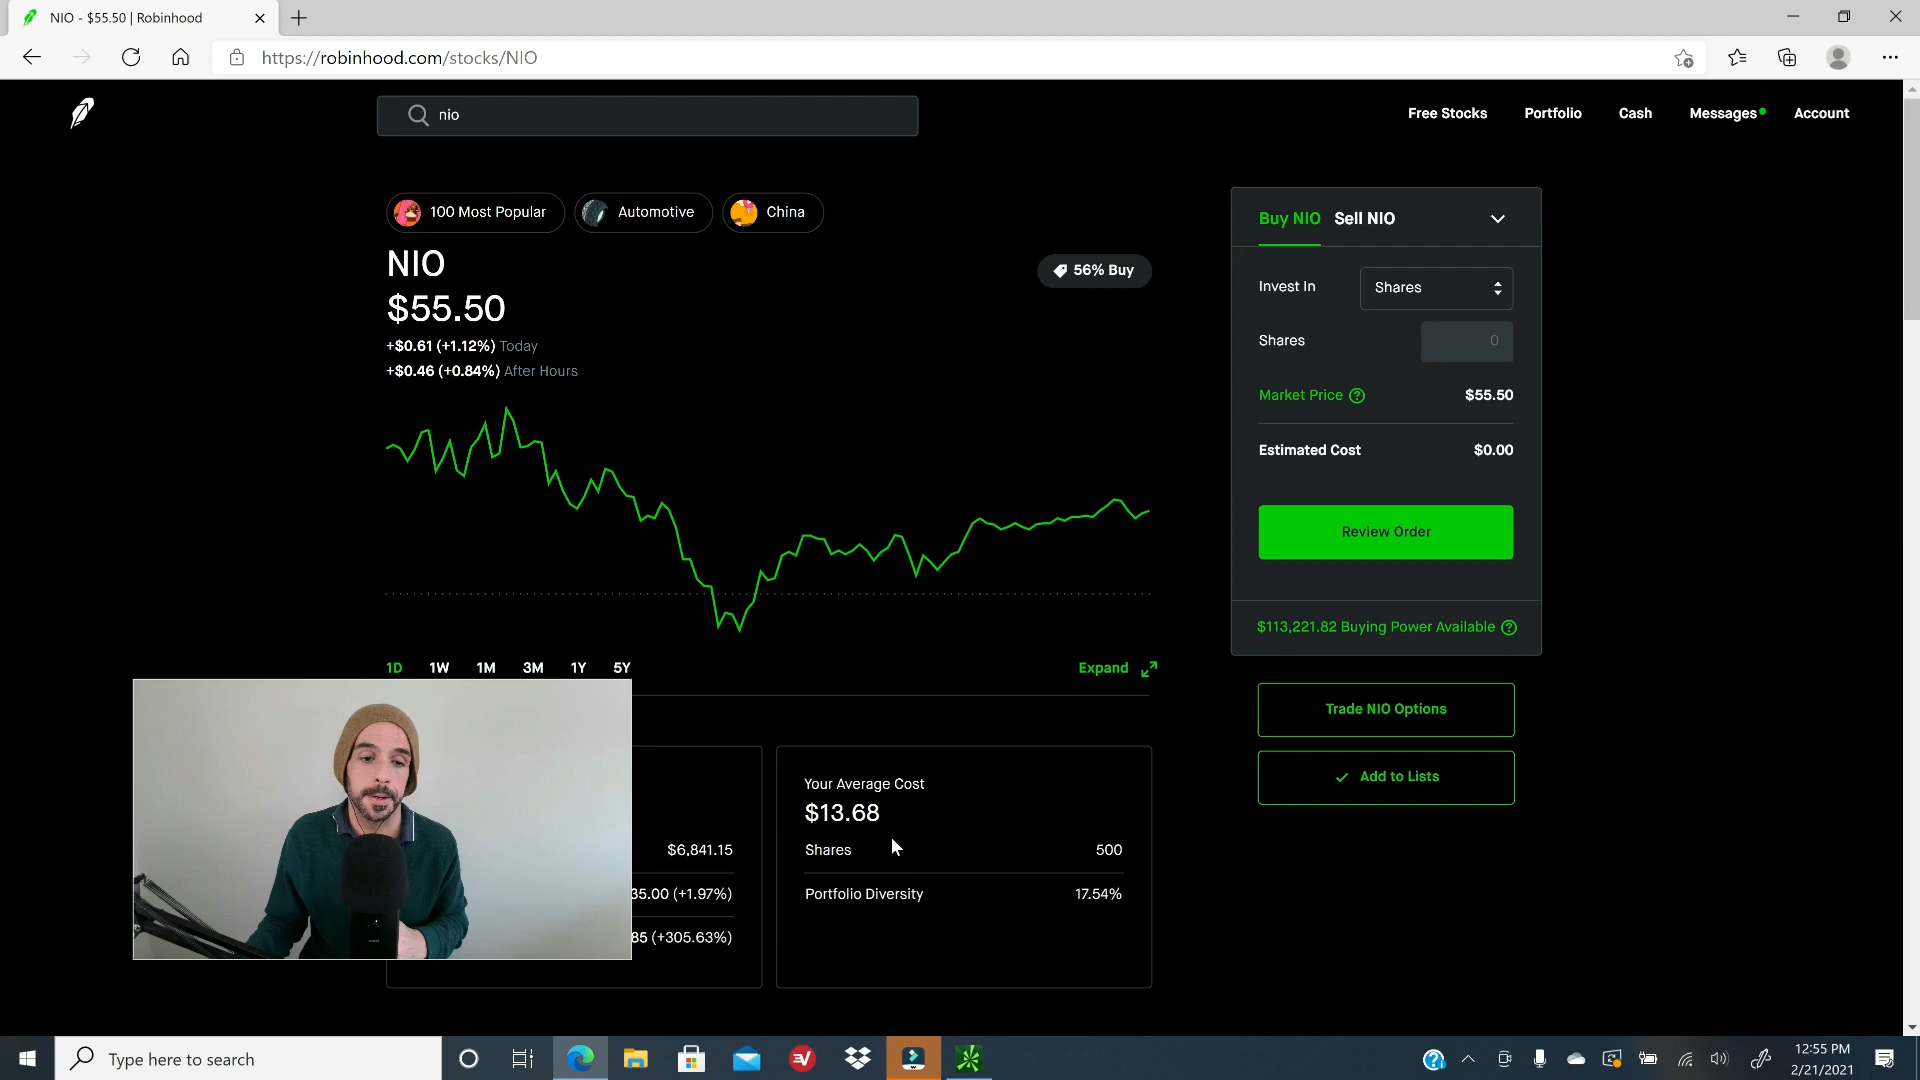 NIO - $55.50 | Robinhood
https://robinhood.com/stocks/NIO
nio
Free Stocks Portfolio Cash Messages Account
100 Most Popular Automotive China
NIO
$55.50
+$0.61 (+1.12%) Today
+$0.46 (+0.84%) After Hours
56% Buy
1D 1W 1M 3M 1Y 5Y
Expand
$6,841.15
35.00 (+1.97%)
85 (+305.63%)
Your Average Cost
$13.68
Shares 500
Portfolio Diversity 17.54%
Buy NIO Sell NIO
Invest In Shares
Shares 0
Market Price $55.50
Estimated Cost $0.00
Review Order
$113,221.82 Buying Power Available
Trade NIO Options
Add to Lists
Type here to search
12:55 PM
2/21/2021